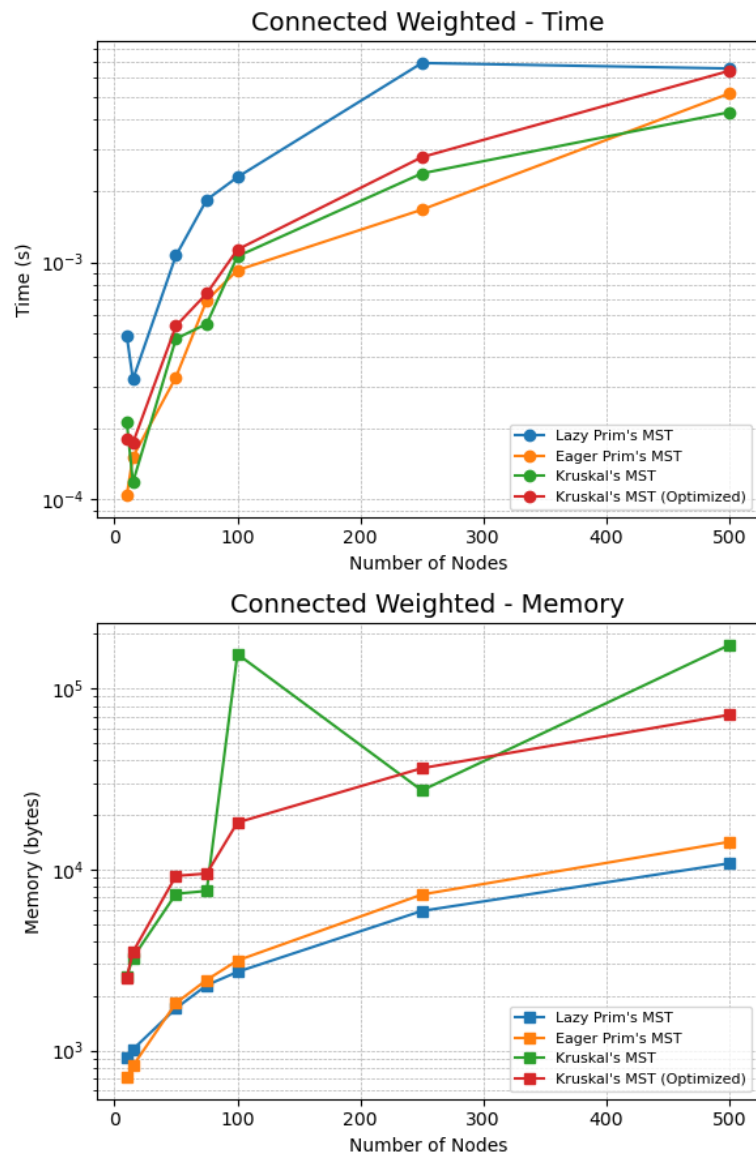 Connected Weighted - Time
Time (s)
10⁻³
10⁻⁴
Lazy Prim's MST
Eager Prim's MST
Kruskal's MST
Kruskal's MST (Optimized)
0 100 200 300 400 500
Number of Nodes
Connected Weighted - Memory
Memory (bytes)
10⁵
10⁴
10³
Lazy Prim's MST
Eager Prim's MST
Kruskal's MST
Kruskal's MST (Optimized)
0 100 200 300 400 500
Number of Nodes